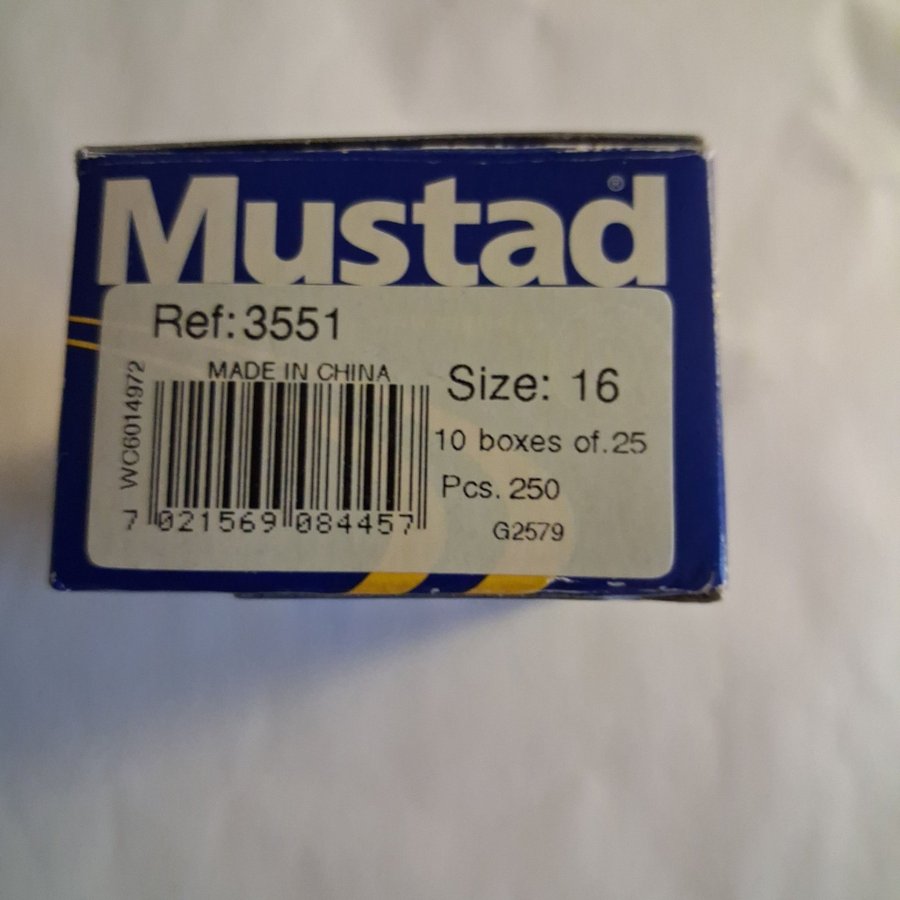 Mustad®
Ref: 3551
MADE IN CHINA
Size: 16
WC6014972
10 boxes of.25
Pcs. 250
G2579
7 021569 084457